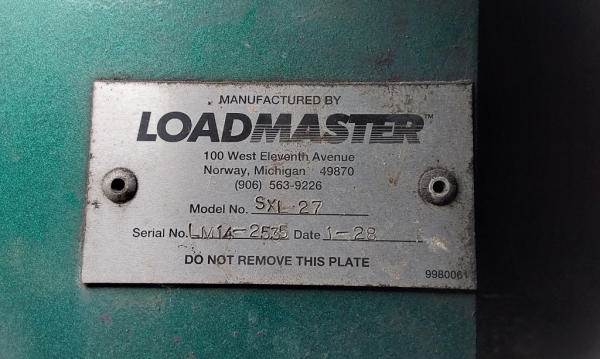 MANUFACTURED BY
LOADMASTER™
100 West Eleventh Avenue
Norway, Michigan 49870
(906) 563-9226
Model No. SXL-27
Serial No. LM14-2535 Date 1-28
DO NOT REMOVE THIS PLATE
9980061